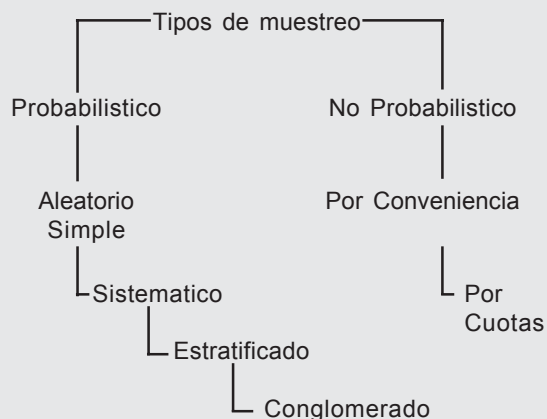 Tipos de muestreo
Probabilistico
No Probabilistico
Aleatorio
Simple
Por Conveniencia
Sistematico
Por
Cuotas
Estratificado
Conglomerado